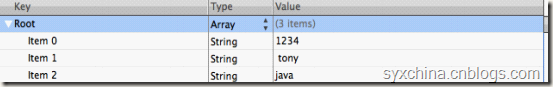 Key Type Value
Root Array (3 items)
Item 0 String 1234
Item 1 String tony
Item 2 String java
syxchina.cnblogs.com